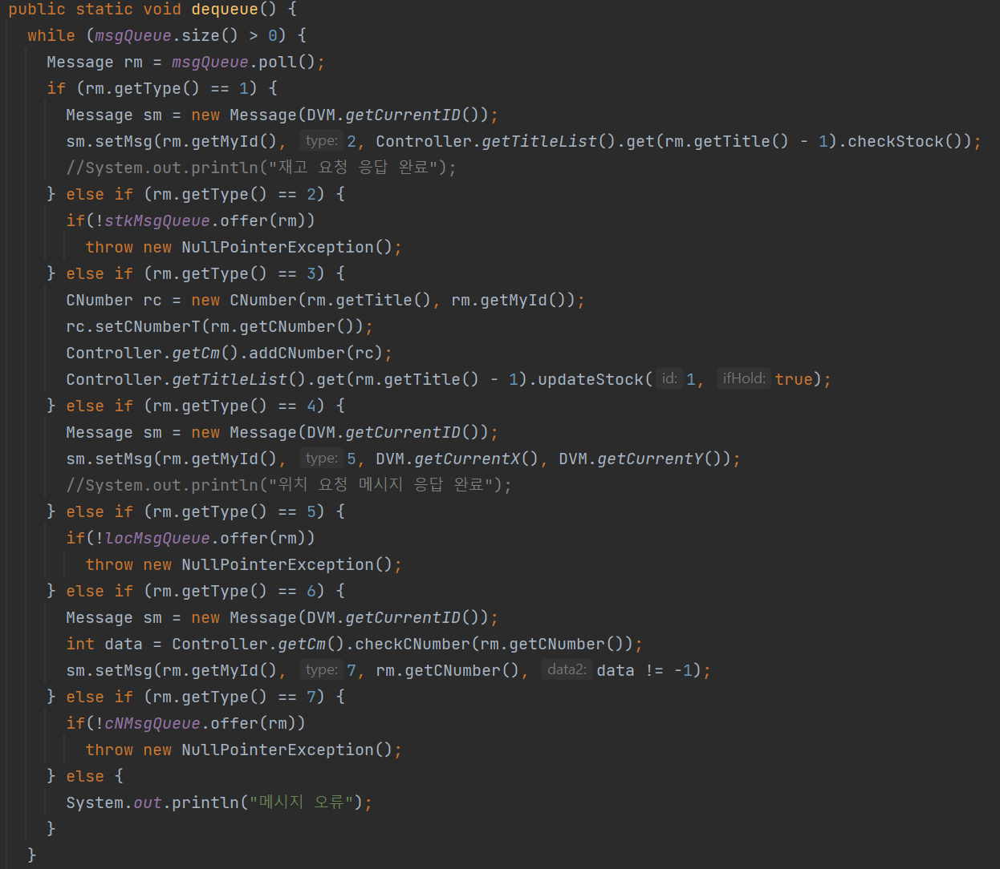 public static void dequeue() {
while (msgQueue.size() > 0) {
Message rm = msgQueue.poll();
if (rm.getType() == 1) {
Message sm = new Message(DVM.getCurrentID());
sm.setMsg(rm.getMyId(), type: 2, Controller.getTitleList().get(rm.getTitle() - 1).checkStock());
//System.out.println("재고 요청 응답 완료");
} else if (rm.getType() == 2) {
if(!stkMsgQueue.offer(rm))
throw new NullPointerException();
} else if (rm.getType() == 3) {
CNumber rc = new CNumber(rm.getTitle(), rm.getMyId());
rc.setCNumberT(rm.getCNumber());
Controller.getCm().addCNumber(rc);
Controller.getTitleList().get(rm.getTitle() - 1).updateStock( id: 1, ifHold: true);
} else if (rm.getType() == 4) {
Message sm = new Message(DVM.getCurrentID());
sm.setMsg(rm.getMyId(), type: 5, DVM.getCurrentX(), DVM.getCurrentY());
//System.out.println("위치 요청 메시지 응답 완료");
} else if (rm.getType() == 5) {
if(!locMsgQueue.offer(rm))
throw new NullPointerException();
} else if (rm.getType() == 6) {
Message sm = new Message(DVM.getCurrentID());
int data = Controller.getCm().checkCNumber(rm.getCNumber());
sm.setMsg(rm.getMyId(), type: 7, rm.getCNumber(), data2: data != -1);
} else if (rm.getType() == 7) {
if(!cNMsgQueue.offer(rm))
throw new NullPointerException();
} else {
System.out.println("메시지 오류");
}
}